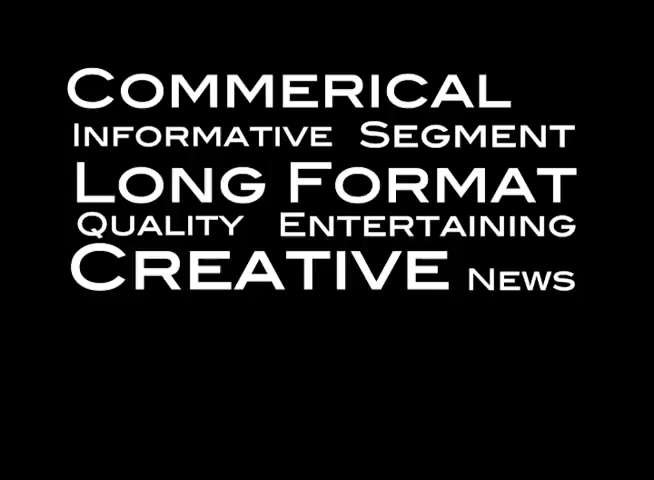 Commerical
Informative Segment
Long Format
Quality Entertaining
Creative News